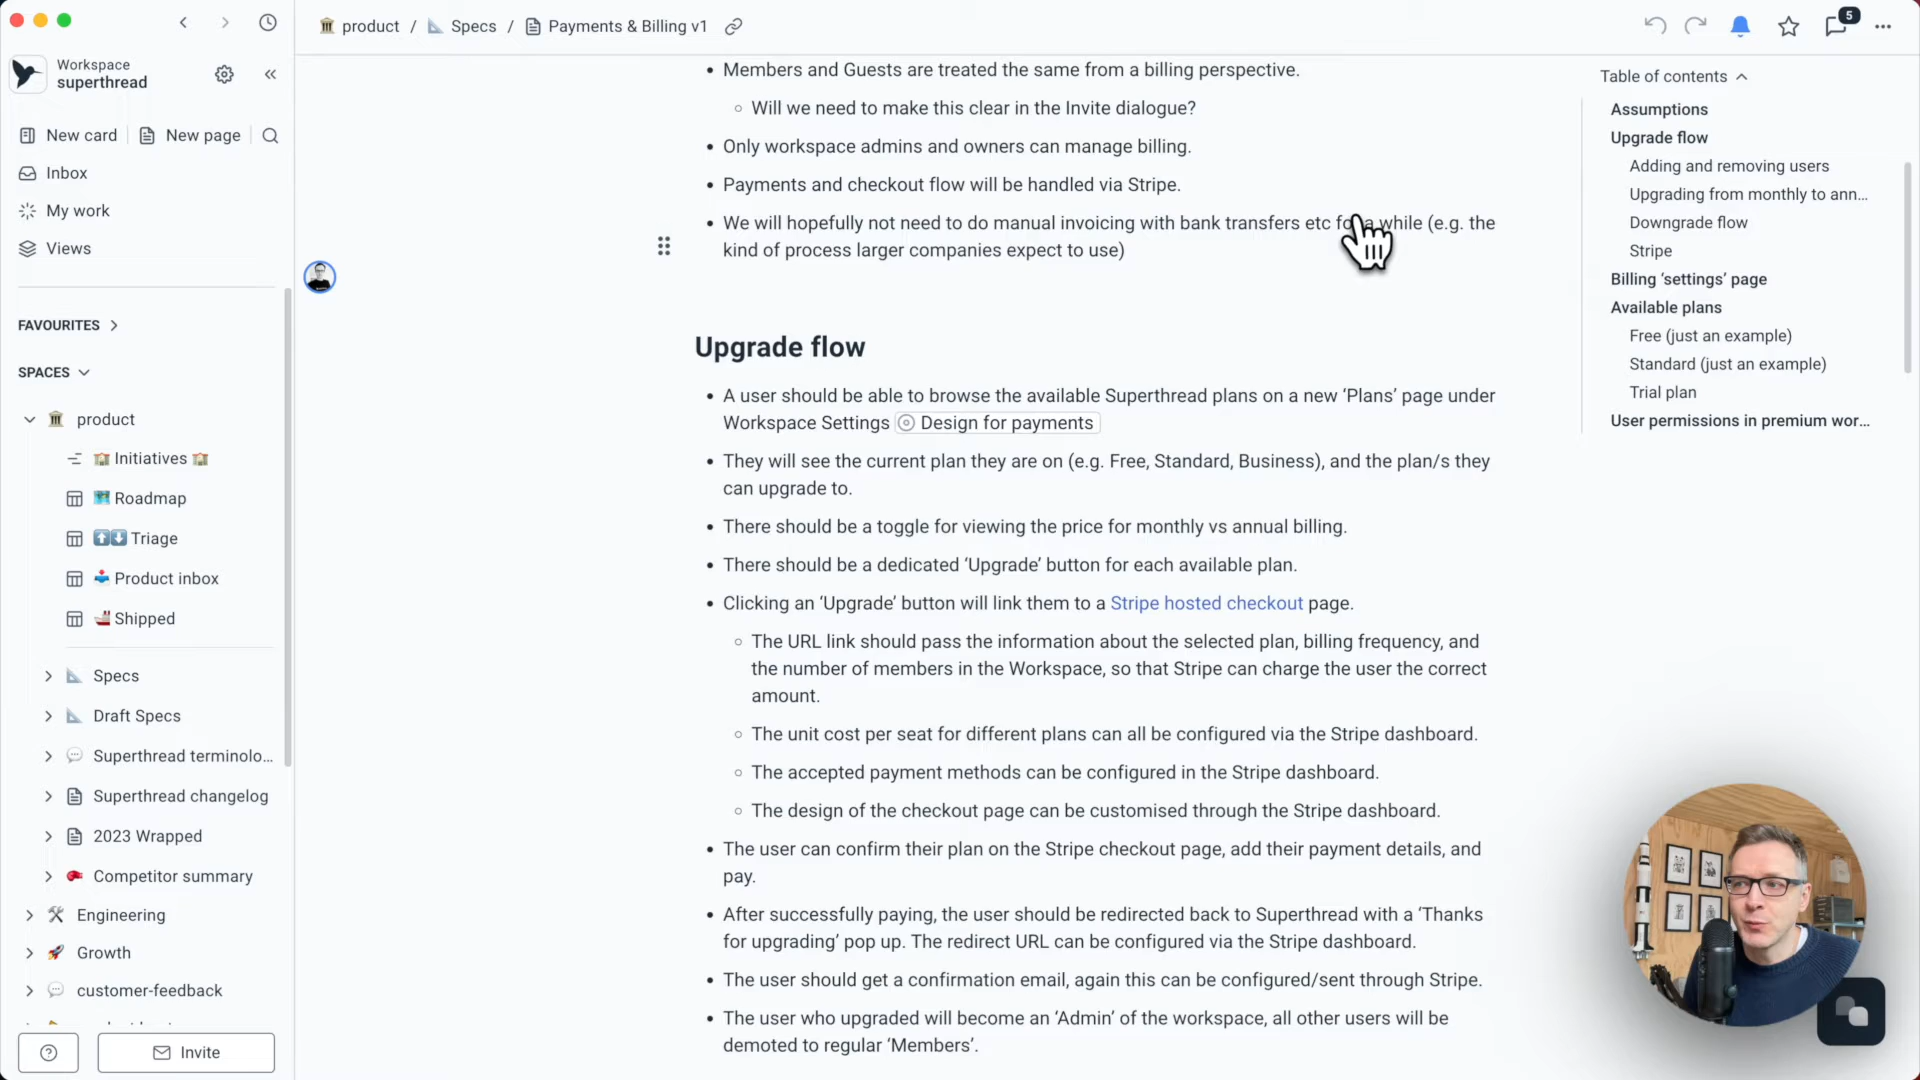 product / Specs / Payments & Billing v1
5
Workspace
superthread
New card
New page
Inbox
My work
Views
FAVOURITES
SPACES
product
Initiatives
Roadmap
Triage
Product inbox
Shipped
Specs
Draft Specs
Superthread terminolo...
Superthread changelog
2023 Wrapped
Competitor summary
Engineering
Growth
customer-feedback
Invite
• Members and Guests are treated the same from a billing perspective.
◦ Will we need to make this clear in the Invite dialogue?
• Only workspace admins and owners can manage billing.
• Payments and checkout flow will be handled via Stripe.
• We will hopefully not need to do manual invoicing with bank transfers etc for a while (e.g. the
kind of process larger companies expect to use)
Upgrade flow
• A user should be able to browse the available Superthread plans on a new ‘Plans’ page under
Workspace Settings Design for payments
• They will see the current plan they are on (e.g. Free, Standard, Business), and the plan/s they
can upgrade to.
• There should be a toggle for viewing the price for monthly vs annual billing.
• There should be a dedicated ‘Upgrade’ button for each available plan.
• Clicking an ‘Upgrade’ button will link them to a Stripe hosted checkout page.
◦ The URL link should pass the information about the selected plan, billing frequency, and
the number of members in the Workspace, so that Stripe can charge the user the correct
amount.
◦ The unit cost per seat for different plans can all be configured via the Stripe dashboard.
◦ The accepted payment methods can be configured in the Stripe dashboard.
◦ The design of the checkout page can be customised through the Stripe dashboard.
• The user can confirm their plan on the Stripe checkout page, add their payment details, and
pay.
• After successfully paying, the user should be redirected back to Superthread with a ‘Thanks
for upgrading’ pop up. The redirect URL can be configured via the Stripe dashboard.
• The user should get a confirmation email, again this can be configured/sent through Stripe.
• The user who upgraded will become an ‘Admin’ of the workspace, all other users will be
demoted to regular ‘Members’.
Table of contents
Assumptions
Upgrade flow
Adding and removing users
Upgrading from monthly to ann...
Downgrade flow
Stripe
Billing ‘settings’ page
Available plans
Free (just an example)
Standard (just an example)
Trial plan
User permissions in premium wor...